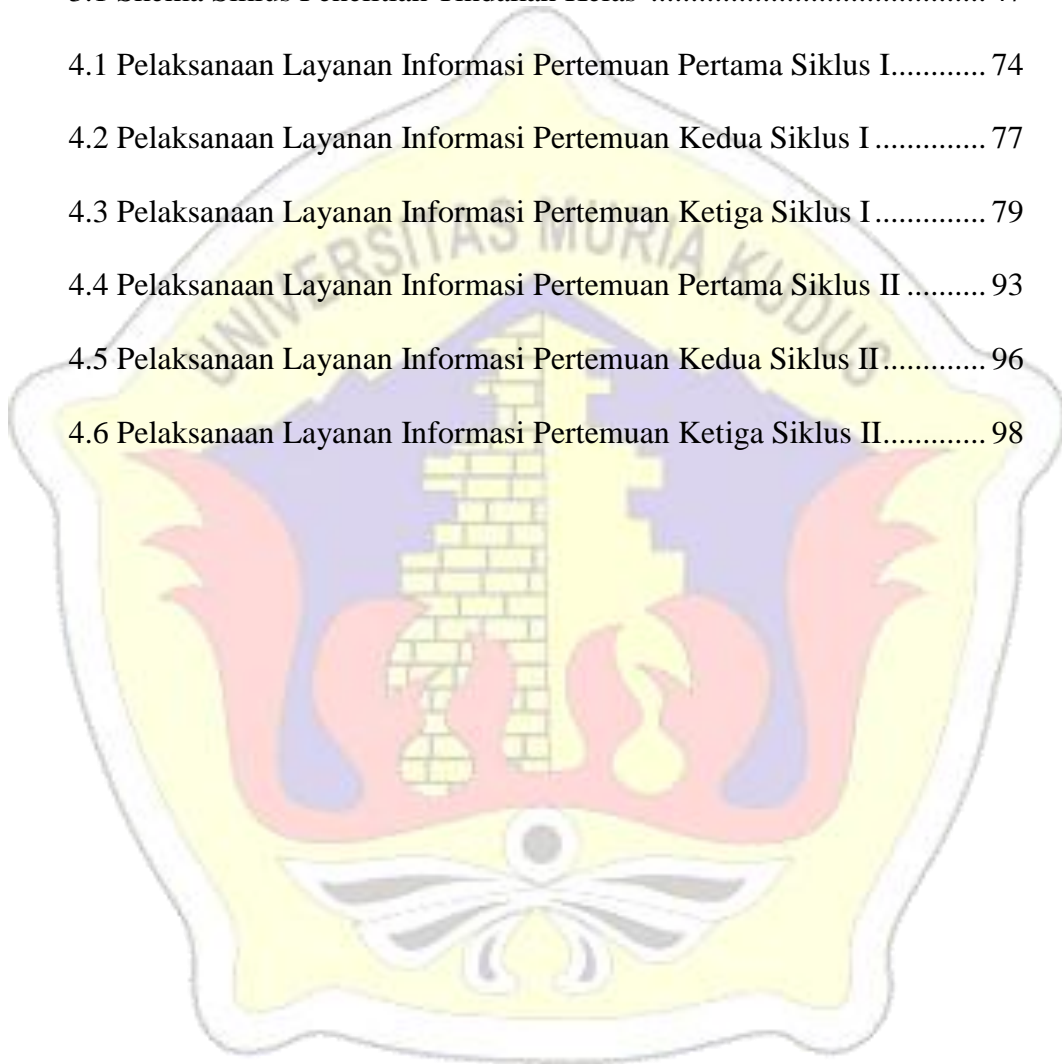 4.1 Pelaksanaan Layanan Informasi Pertemuan Pertama Siklus I............ 74
4.2 Pelaksanaan Layanan Informasi Pertemuan Kedua Siklus I.............. 77
4.3 Pelaksanaan Layanan Informasi Pertemuan Ketiga Siklus I.............. 79
UNIVERSITAS MURIA KUDUS
4.4 Pelaksanaan Layanan Informasi Pertemuan Pertama Siklus II.......... 93
4.5 Pelaksanaan Layanan Informasi Pertemuan Kedua Siklus II............. 96
4.6 Pelaksanaan Layanan Informasi Pertemuan Ketiga Siklus II............. 98